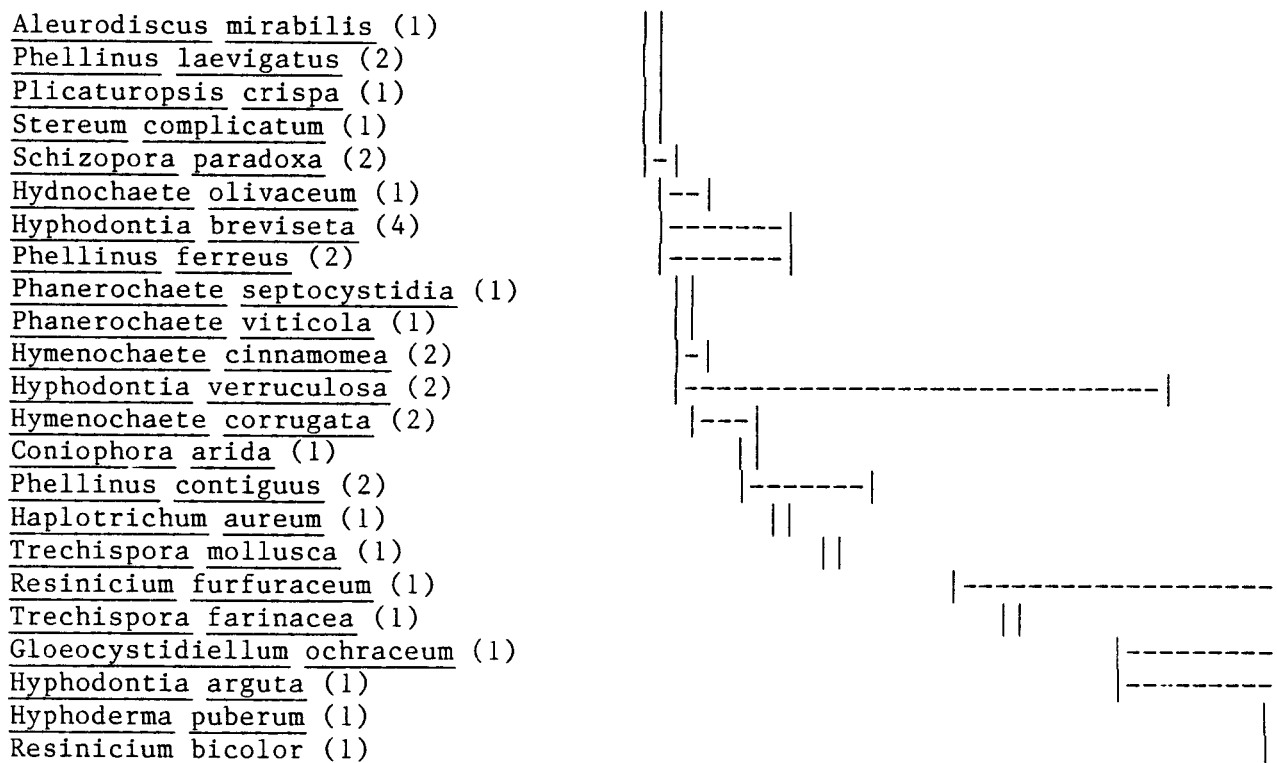 Aleurodiscus mirabilis (1)
Phellinus laevigatus (2)
Plicaturopsis crispa (1)
Stereum complicatum (1)
Schizopora paradoxa (2)
Hydnochaete olivaceum (1)
Hyphodontia breviseta (4)
Phellinus ferreus (2)
Phanerochaete septocystidia (1)
Phanerochaete viticola (1)
Hymenochaete cinnamomea (2)
Hyphodontia verruculosa (2)
Hymenochaete corrugata (2)
Coniophora arida (1)
Phellinus contiguus (2)
Haplotrichum aureum (1)
Trechispora mollusca (1)
Resinicium furfuraceum (1)
Trechispora farinacea (1)
Gloeocystidiellum ochraceum (1)
Hyphodontia arguta (1)
Hyphoderma puberum (1)
Resinicium bicolor (1)